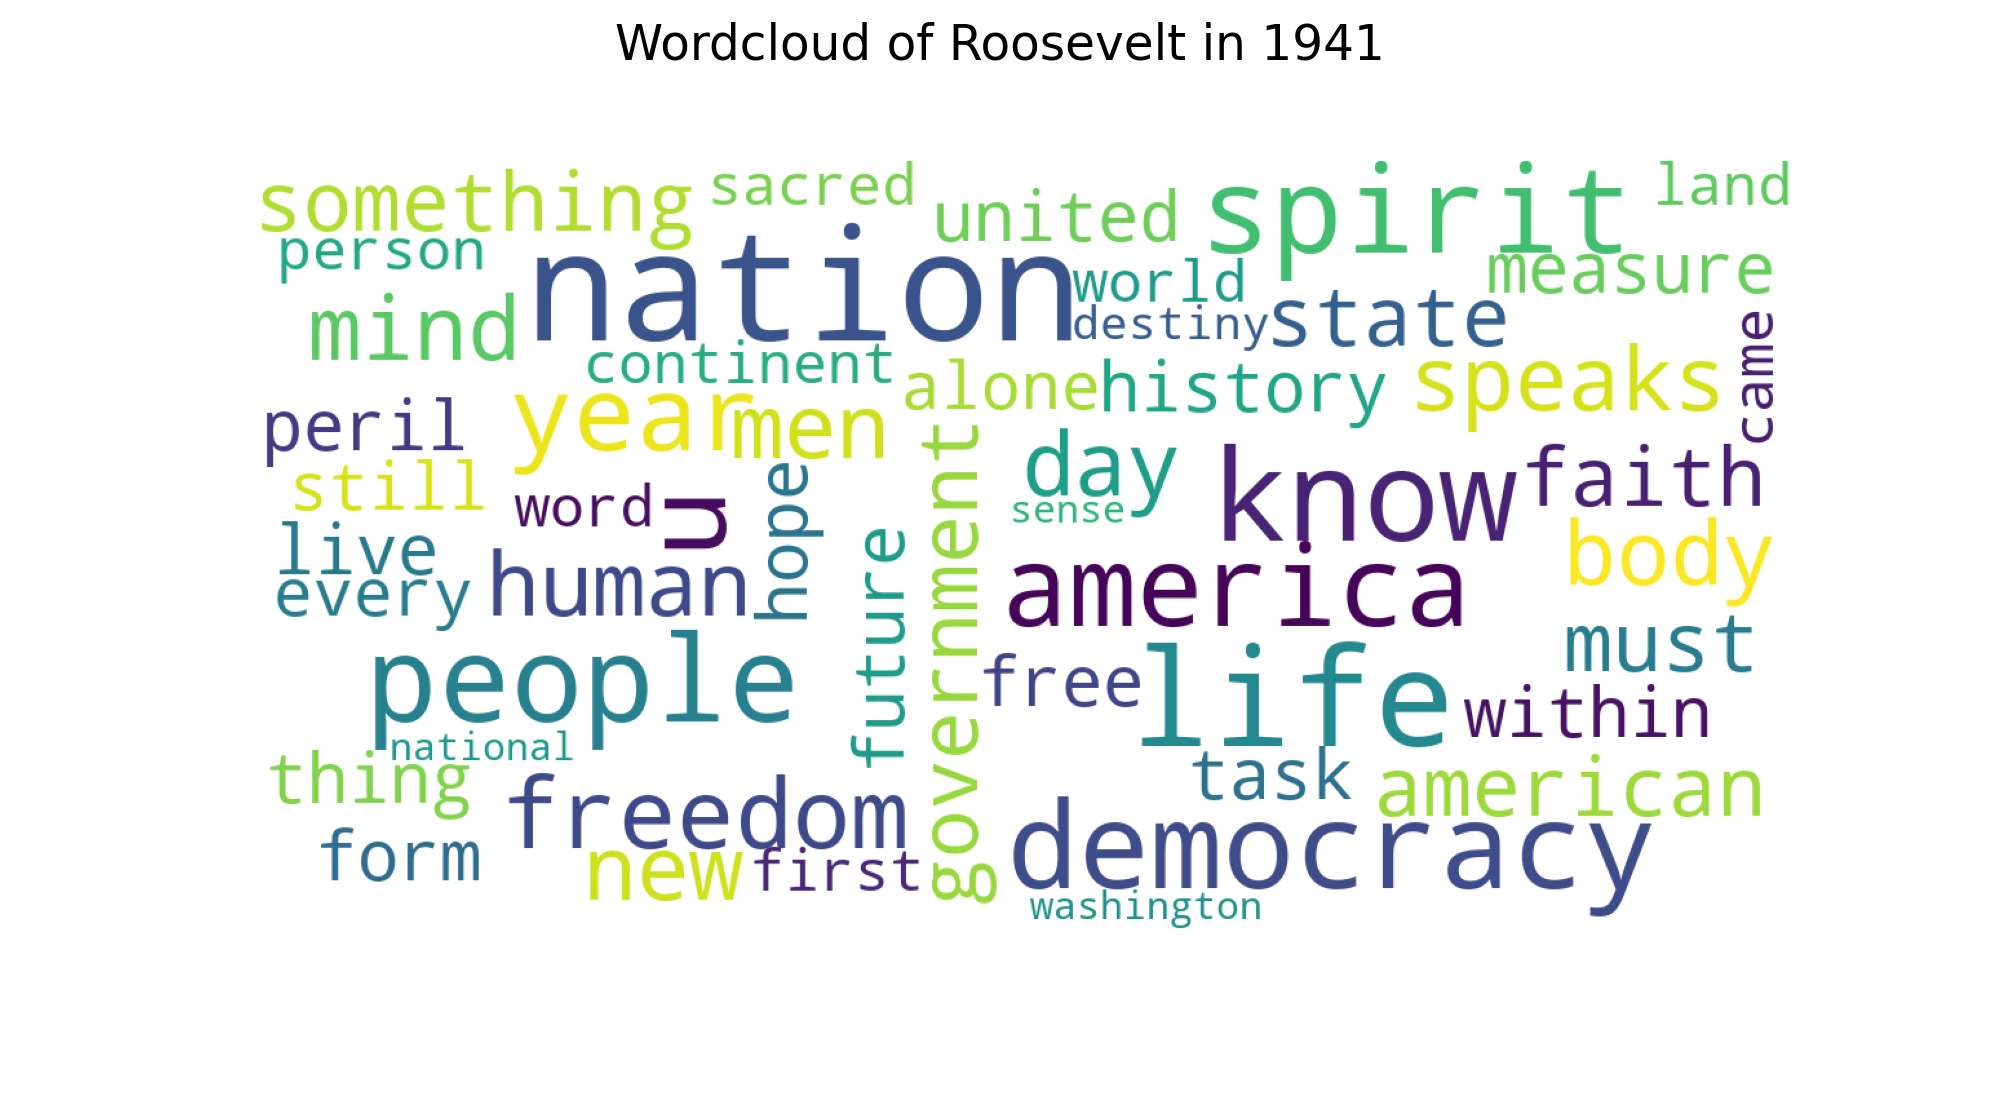 Wordcloud of Roosevelt in 1941
something
sacred
united
spirit
land
person
nation
world
measure
mind
destiny
state
continent
alone
history
speaks
came
peril
year
men
still
word
u
hope
government
day
sense
know
faith
live
every
human
future
america
body
people
free
life
must
within
national
thing
freedom
task
american
form
new
first
democracy
washington